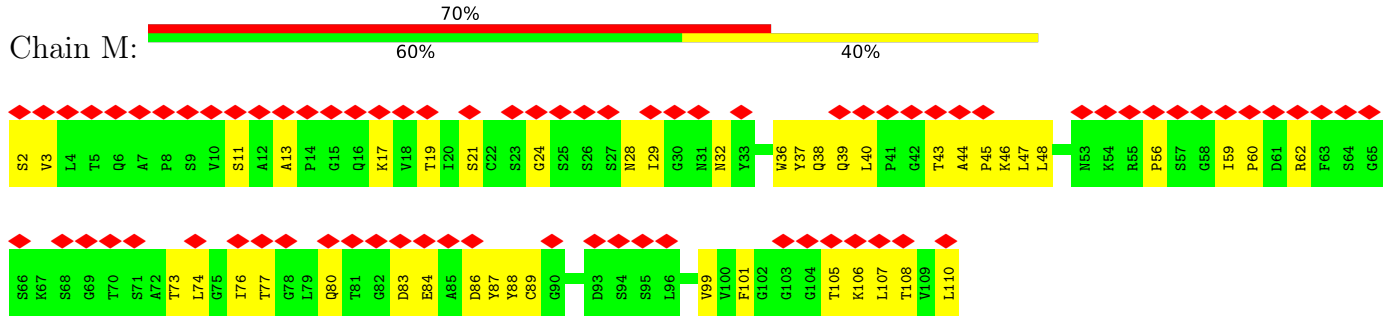 70%
Chain M:
60% 40%
S2 V3 L4 T5 Q6 A7 P8 S9 V10 S11 A12 A13 P14 G15 Q16 K17 V18 T19 I20 S21 C22 S23 G24 S25 S26 S27 N28 I29 G30 N31 N32 Y33 W36 Y37 Q38 Q39 L40 P41 G42 T43 A44 P45 K46 L47 L48 N53 K54 R55 P56 S57 G58 I59 P60 D61 R62 F63 S64 G65
S66 K67 S68 G69 T70 S71 A72 T73 L74 G75 I76 T77 G78 L79 Q80 T81 G82 D83 E84 A85 D86 Y87 Y88 C89 G90 D93 S94 S95 L96 V99 V100 F101 G102 G103 G104 T105 K106 L107 T108 V109 L110